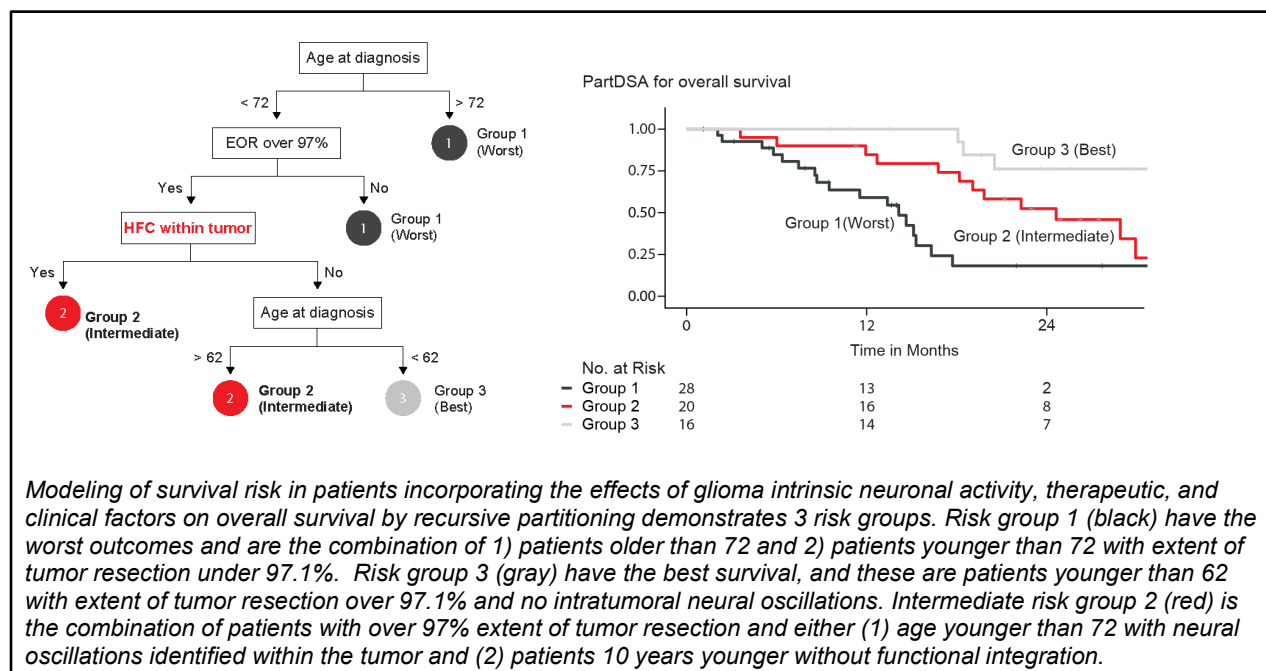 Age at diagnosis
< 72
> 72
EOR over 97%
1
Group 1
(Worst)
Yes
No
HFC within tumor
1
Group 1
(Worst)
Yes
No
2
Group 2
(Intermediate)
Age at diagnosis
> 62
< 62
2
Group 2
(Intermediate)
3
Group 3
(Best)
PartDSA for overall survival
1.00
0.75
0.50
0.25
0.00
Group 3 (Best)
Group 1(Worst)
Group 2 (Intermediate)
0 12 24
Time in Months
No. at Risk
Group 1 28 13 2
Group 2 20 16 8
Group 3 16 14 7
Modeling of survival risk in patients incorporating the effects of glioma intrinsic neuronal activity, therapeutic, and
clinical factors on overall survival by recursive partitioning demonstrates 3 risk groups. Risk group 1 (black) have the
worst outcomes and are the combination of 1) patients older than 72 and 2) patients younger than 72 with extent of
tumor resection under 97.1%. Risk group 3 (gray) have the best survival, and these are patients younger than 62
with extent of tumor resection over 97.1% and no intratumoral neural oscillations. Intermediate risk group 2 (red) is
the combination of patients with over 97% extent of tumor resection and either (1) age younger than 72 with neural
oscillations identified within the tumor and (2) patients 10 years younger without functional integration.